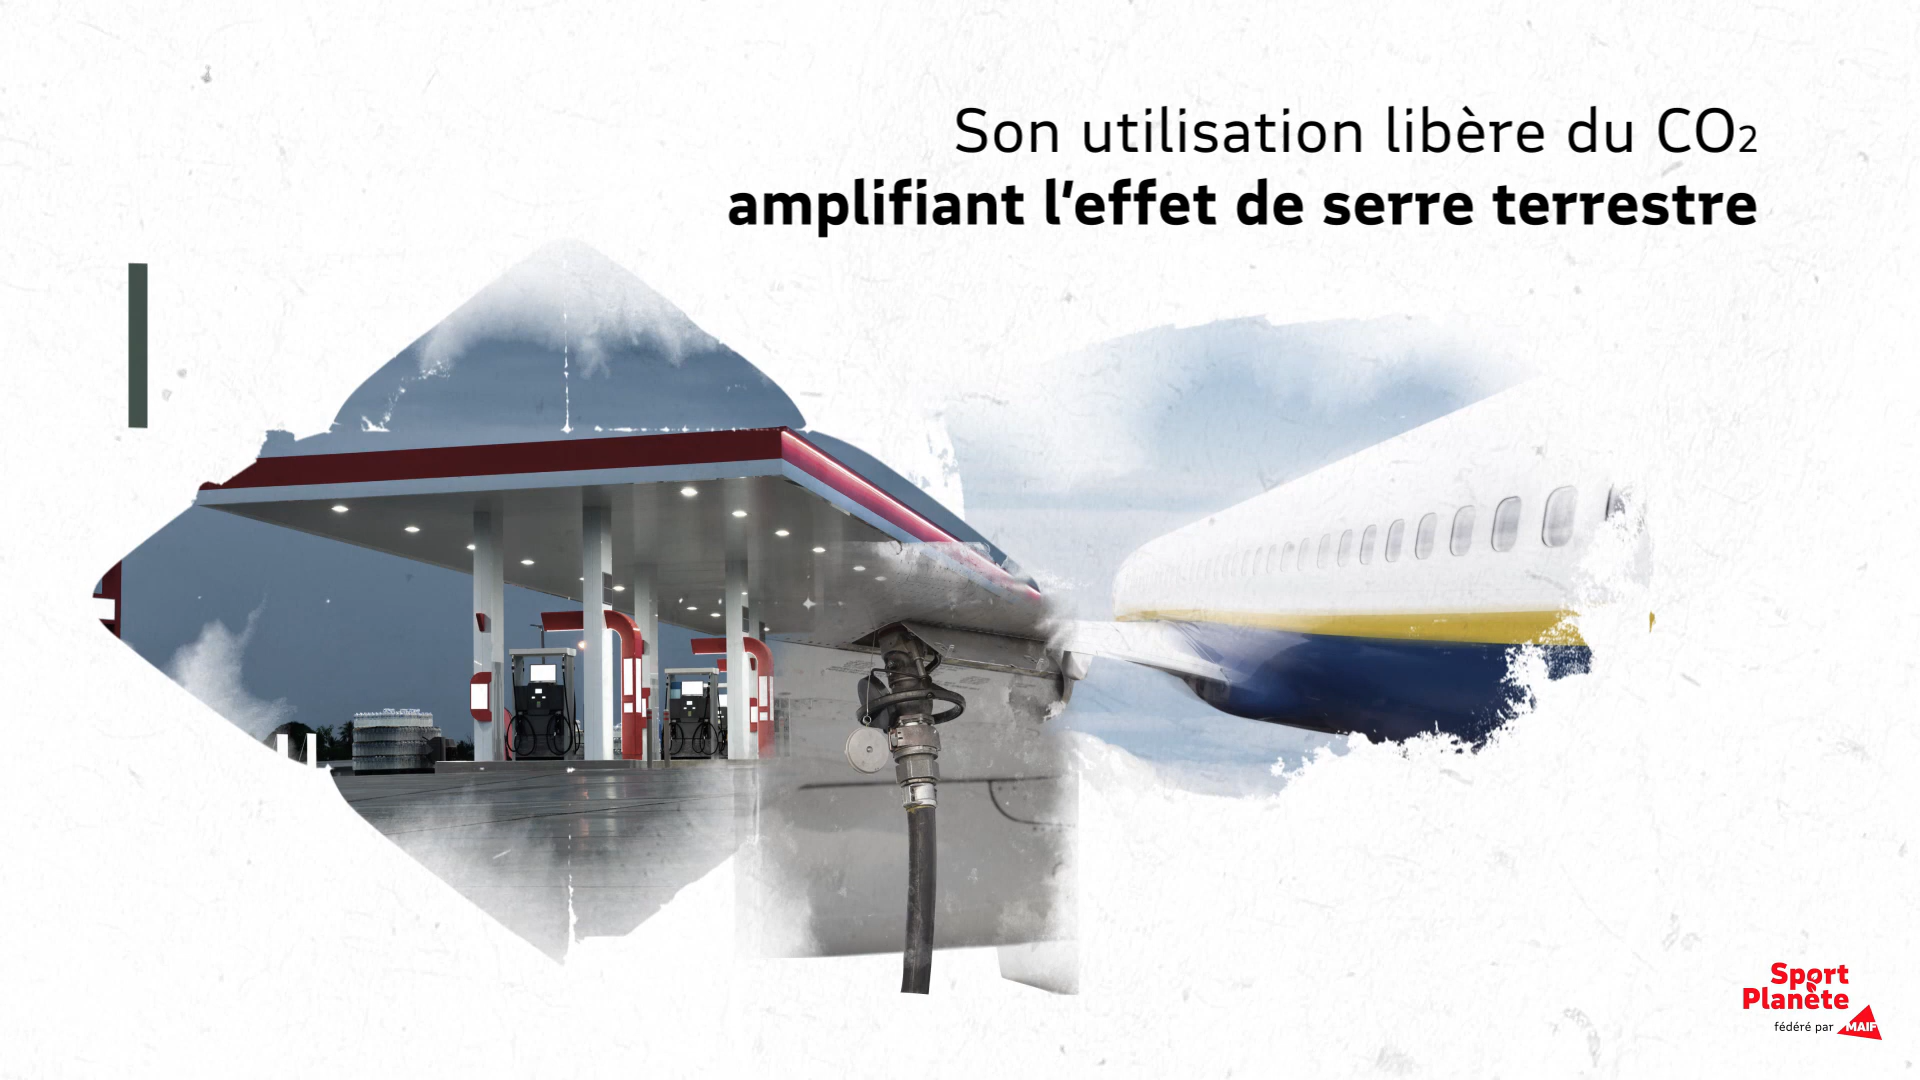 Son utilisation libère du CO₂
amplifiant l'effet de serre terrestre
Sport
Planète
fédéré par MAIF